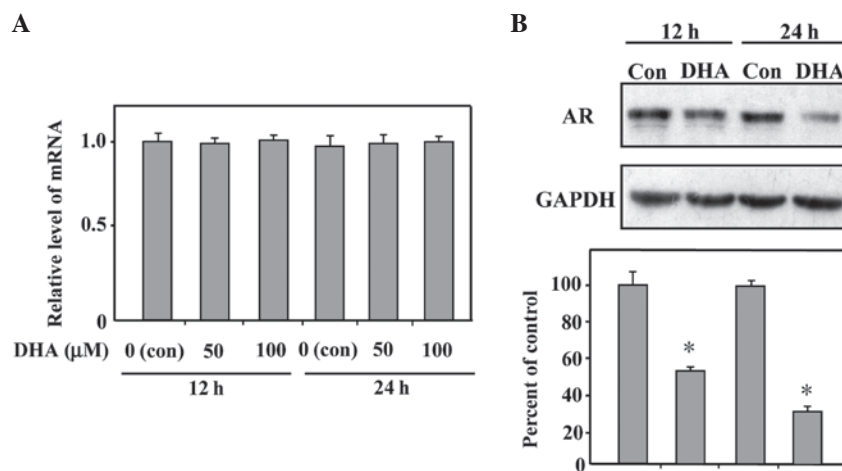 A
Relative level of mRNA
1.0
0.5
0
DHA (μM) 0 (con) 50 100 0 (con) 50 100
12 h 24 h
B
12 h 24 h
Con DHA Con DHA
AR
GAPDH
Percent of control
100
80
60
40
20
0
*
*